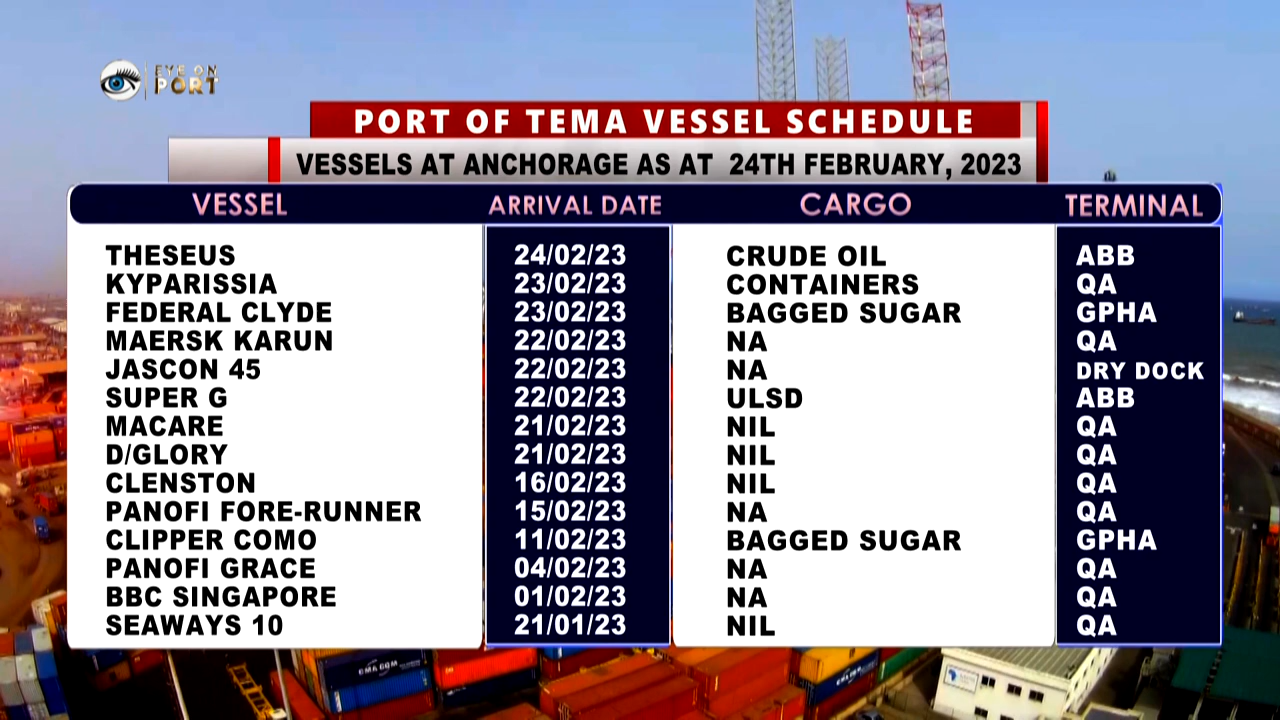 EYE ON
PORT
PORT OF TEMA VESSEL SCHEDULE
VESSELS AT ANCHORAGE AS AT 24TH FEBRUARY, 2023
VESSEL ARRIVAL DATE CARGO TERMINAL
THESEUS 24/02/23 CRUDE OIL ABB
KYPARISSIA 23/02/23 CONTAINERS QA
FEDERAL CLYDE 23/02/23 BAGGED SUGAR GPHA
MAERSK KARUN 22/02/23 NA QA
JASCON 45 22/02/23 NA DRY DOCK
SUPER G 22/02/23 ULSD ABB
MACARE 21/02/23 NIL QA
D/GLORY 21/02/23 NIL QA
CLENSTON 16/02/23 NIL QA
PANOFI FORE-RUNNER 15/02/23 NA QA
CLIPPER COMO 11/02/23 BAGGED SUGAR GPHA
PANOFI GRACE 04/02/23 NA QA
BBC SINGAPORE 01/02/23 NA QA
SEAWAYS 10 21/01/23 NIL QA
CMA CGM